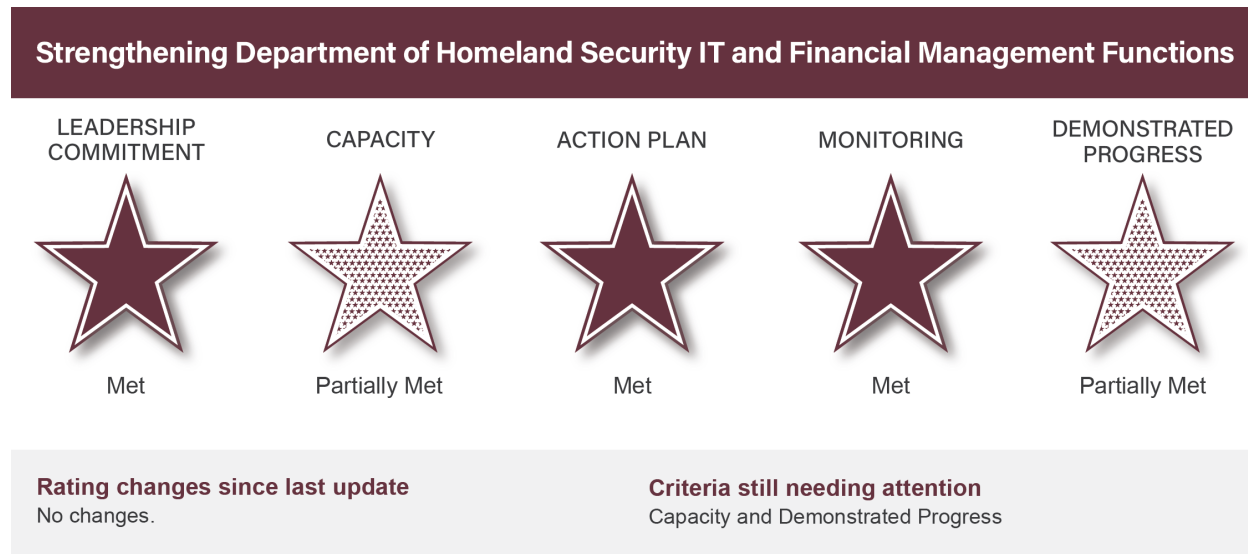 Strengthening Department of Homeland Security IT and Financial Management Functions
LEADERSHIP
COMMITMENT
CAPACITY
ACTION PLAN
MONITORING
DEMONSTRATED
PROGRESS
Met
Partially Met
Met
Met
Partially Met
Rating changes since last update
No changes.
Criteria still needing attention
Capacity and Demonstrated Progress